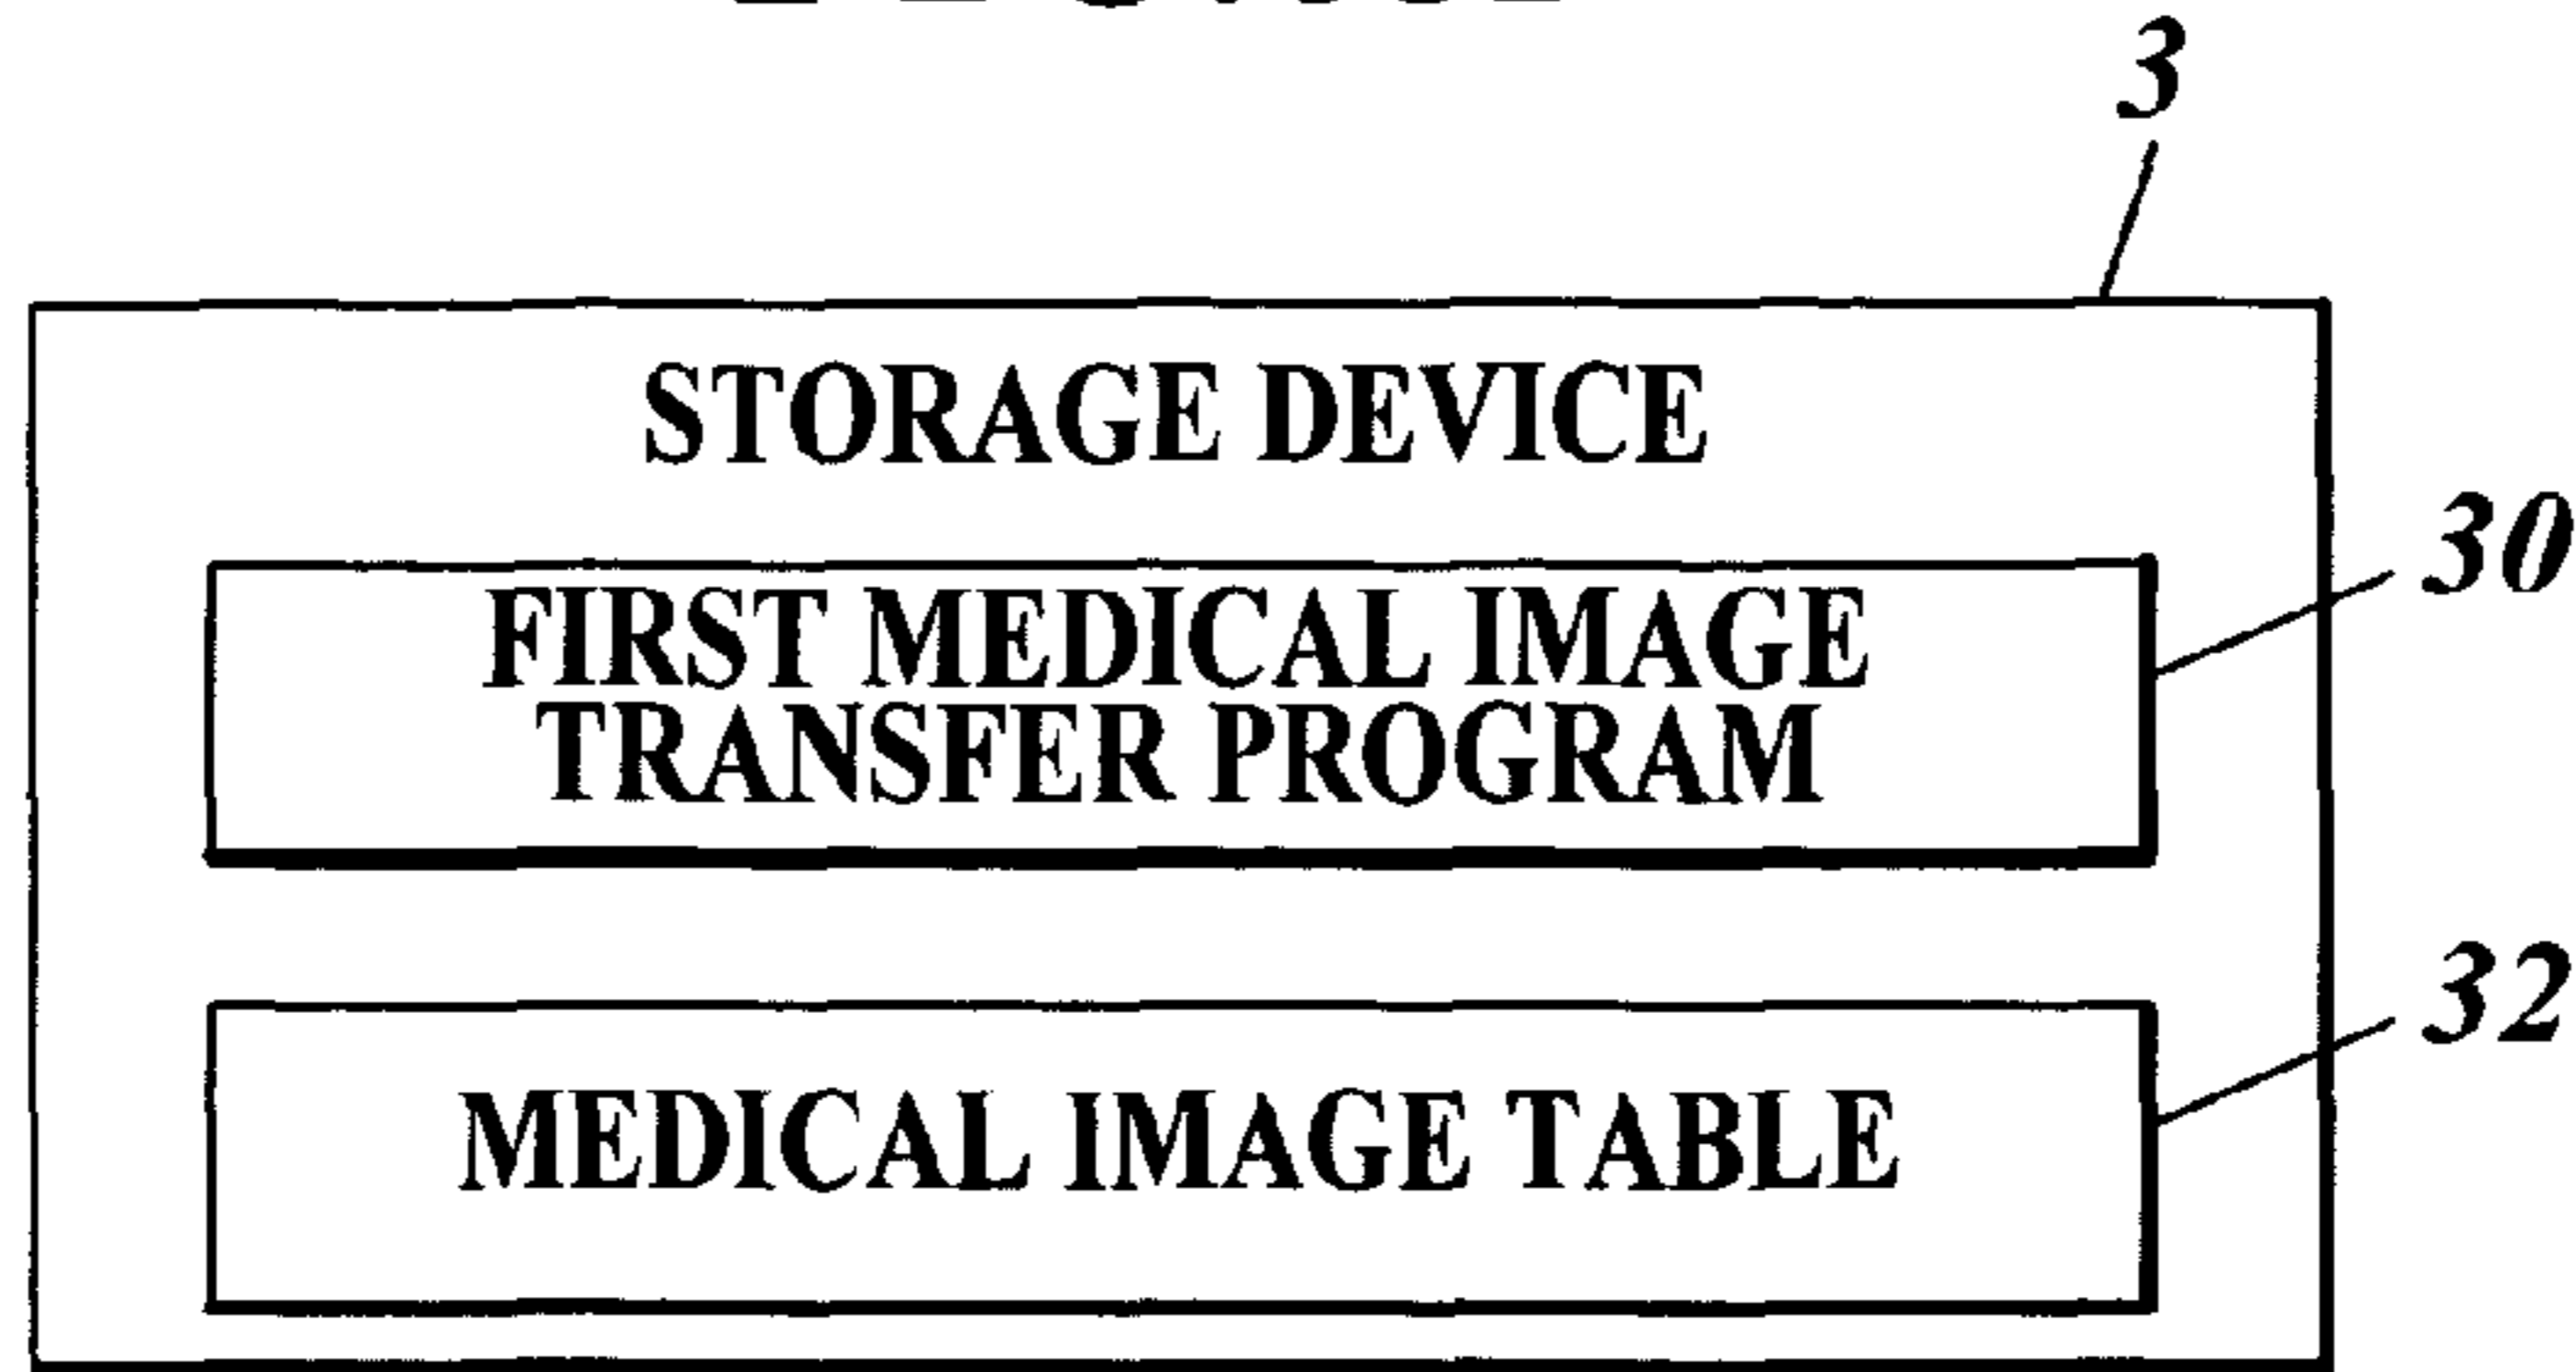 3
STORAGE DEVICE
FIRST MEDICAL IMAGE
TRANSFER PROGRAM
30
MEDICAL IMAGE TABLE
32